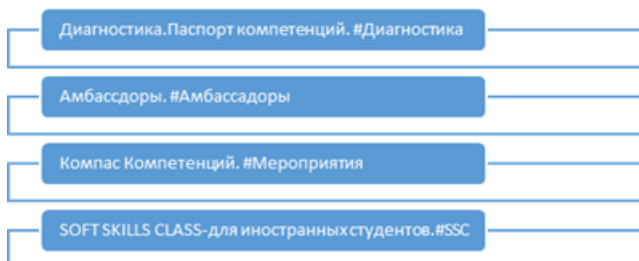 Диагностика.Паспорт компетенций. #Диагностика
Амбассдоры. #Амбассадоры
Компас Компетенций. #Мероприятия
SOFT SKILLS CLASS-для иностранных студентов.#SSC